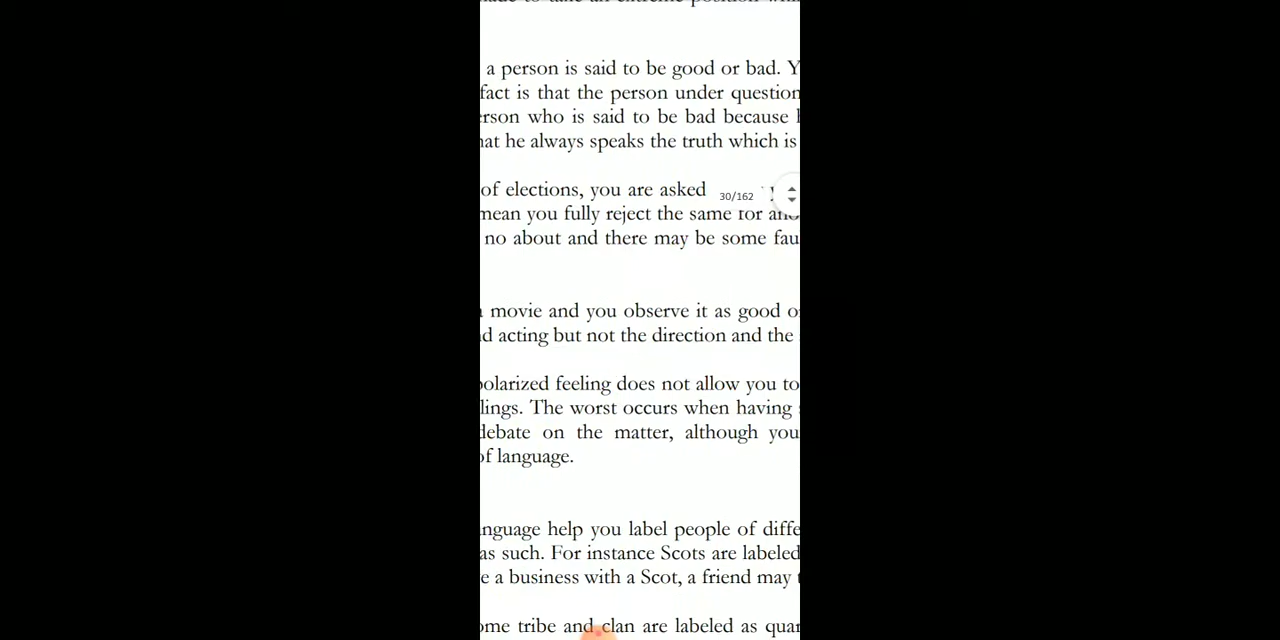 a person is said to be good or bad. Y
fact is that the person under question
erson who is said to be bad because
hat he always speaks the truth which is
of elections, you are asked
30/162
mean you fully reject the same for
no about and there may be some fau
movie and you observe it as good o
nd acting but not the direction and the
polarized feeling does not allow you to
lings. The worst occurs when having
debate on the matter, although you
of language.
nguage help you label people of diffe
as such. For instance Scots are labeled
e a business with a Scot, a friend may
ome tribe and clan are labeled as quar